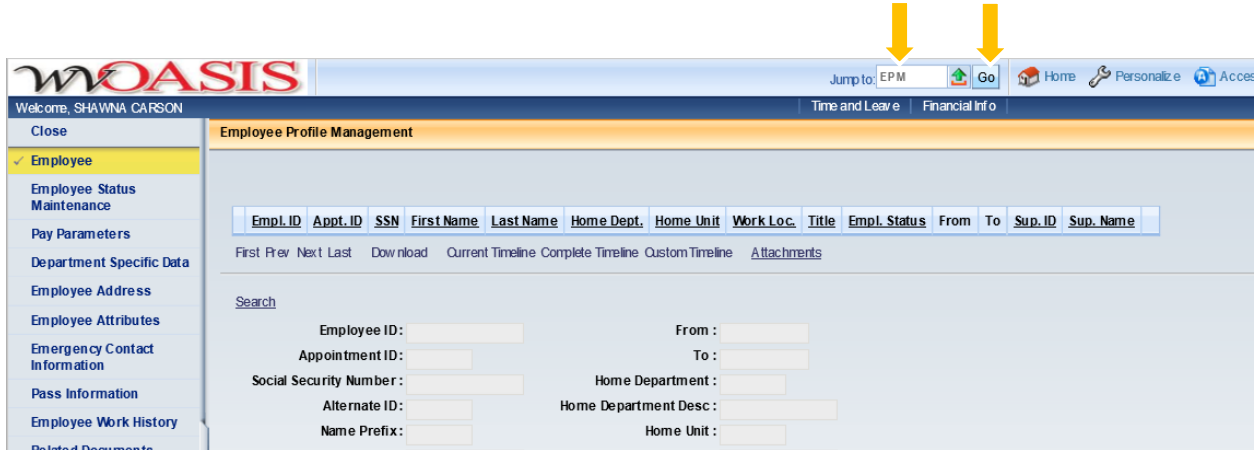 wvOASIS
Jump to: EPM Go Home Personalize Acces
Welcome, SHAWNA CARSON
Time and Leave Financial Info
Close
Employee Profile Management
Employee
Employee Status
Maintenance
Pay Parameters
Department Specific Data
Employee Address
Employee Attributes
Emergency Contact
Information
Pass Information
Employee Work History
Related Documents
Empl. ID Appt. ID SSN First Name Last Name Home Dept. Home Unit Work Loc. Title Empl. Status From To Sup. ID Sup. Name
First Prev Next Last Download Current Timeline Complete Timeline Custom Timeline Attachments
Search
Employee ID: From :
Appointment ID: To :
Social Security Number : Home Department :
Alternate ID: Home Department Desc :
Name Prefix: Home Unit :